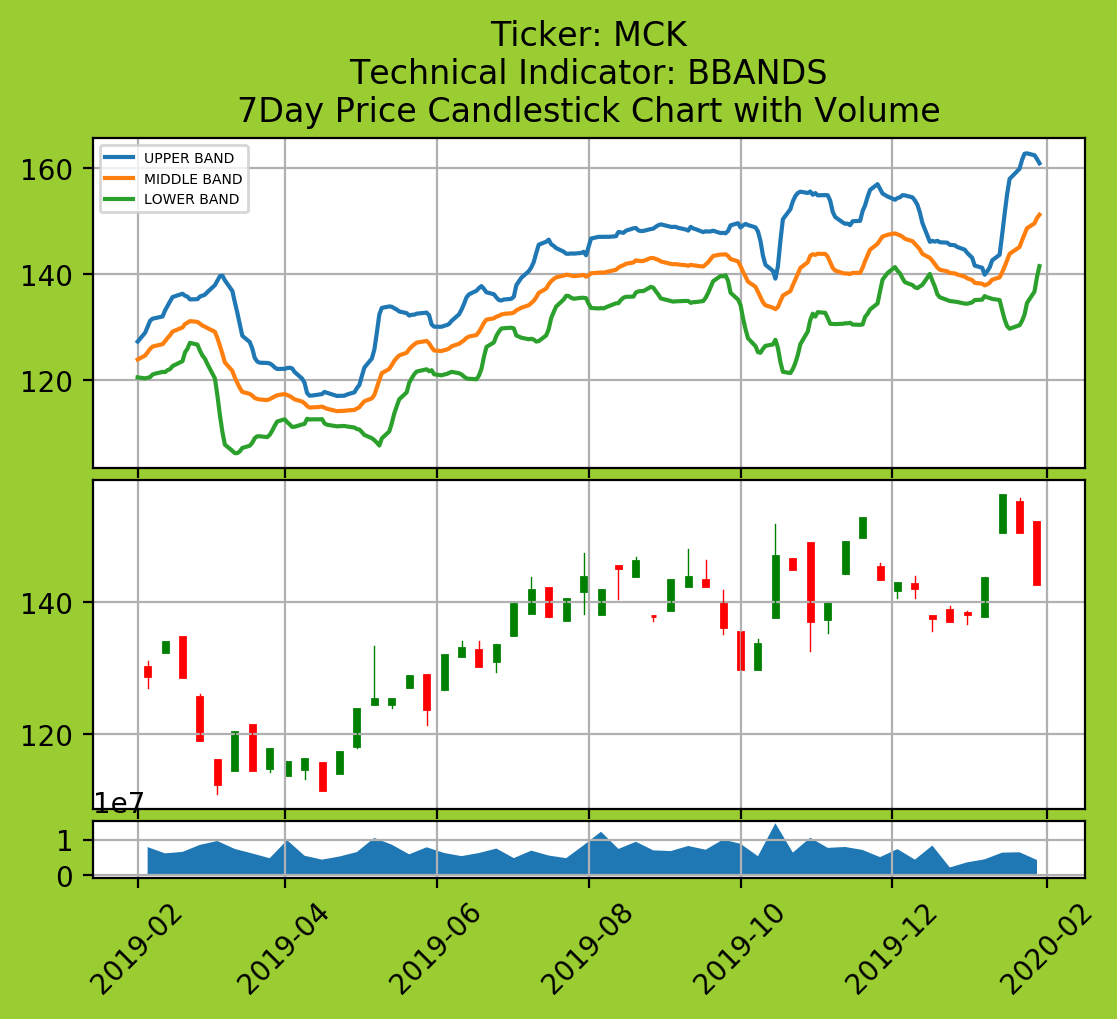 Ticker: MCK
Technical Indicator: BBANDS
7Day Price Candlestick Chart with Volume
UPPER BAND
MIDDLE BAND
LOWER BAND
160
140
120
140
120
1e7
1
0
2019-02
2019-04
2019-06
2019-08
2019-10
2019-12
2020-02